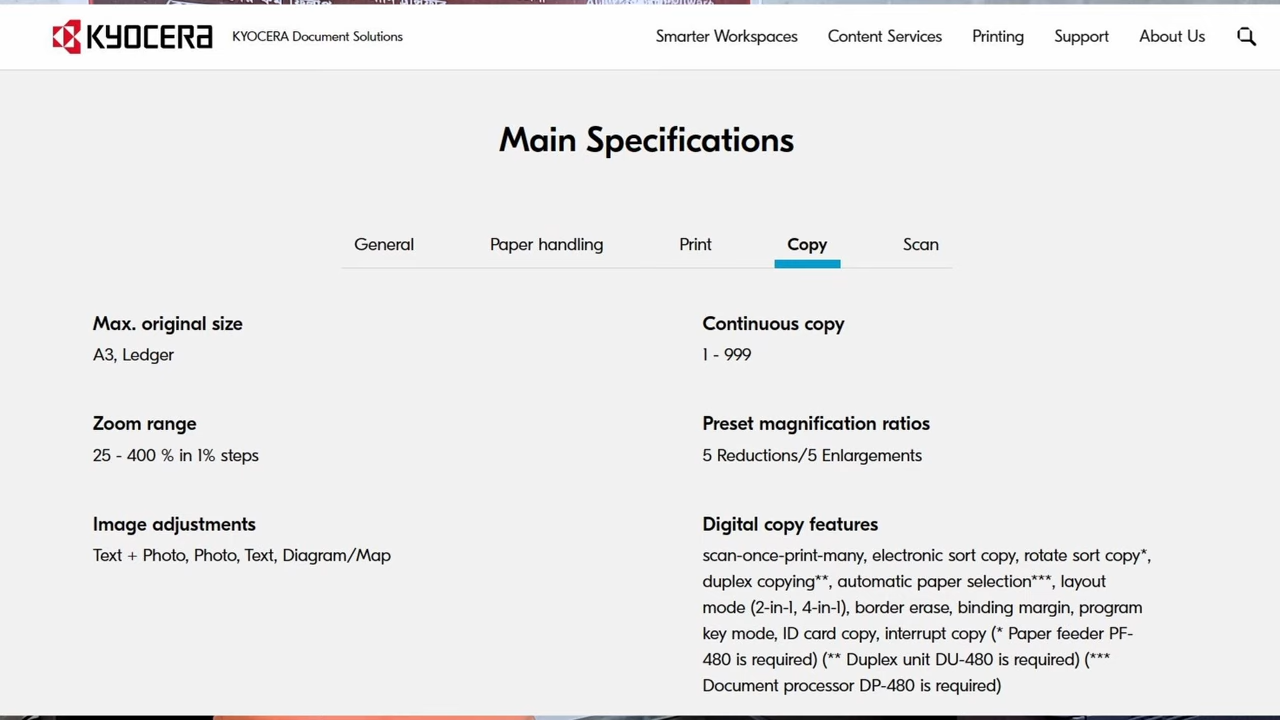 KYOCERA KYOCERA Document Solutions Smarter Workspaces Content Services Printing Support About Us
Main Specifications
General Paper handling Print Copy Scan
Max. original size
A3, Ledger
Continuous copy
1 - 999
Zoom range
25 - 400 % in 1% steps
Preset magnification ratios
5 Reductions/5 Enlargements
Image adjustments
Text + Photo, Photo, Text, Diagram/Map
Digital copy features
scan-once-print-many, electronic sort copy, rotate sort copy*,
duplex copying**, automatic paper selection***, layout
mode (2-in-1, 4-in-1), border erase, binding margin, program
key mode, ID card copy, interrupt copy (* Paper feeder PF-
480 is required) (** Duplex unit DU-480 is required) (***
Document processor DP-480 is required)